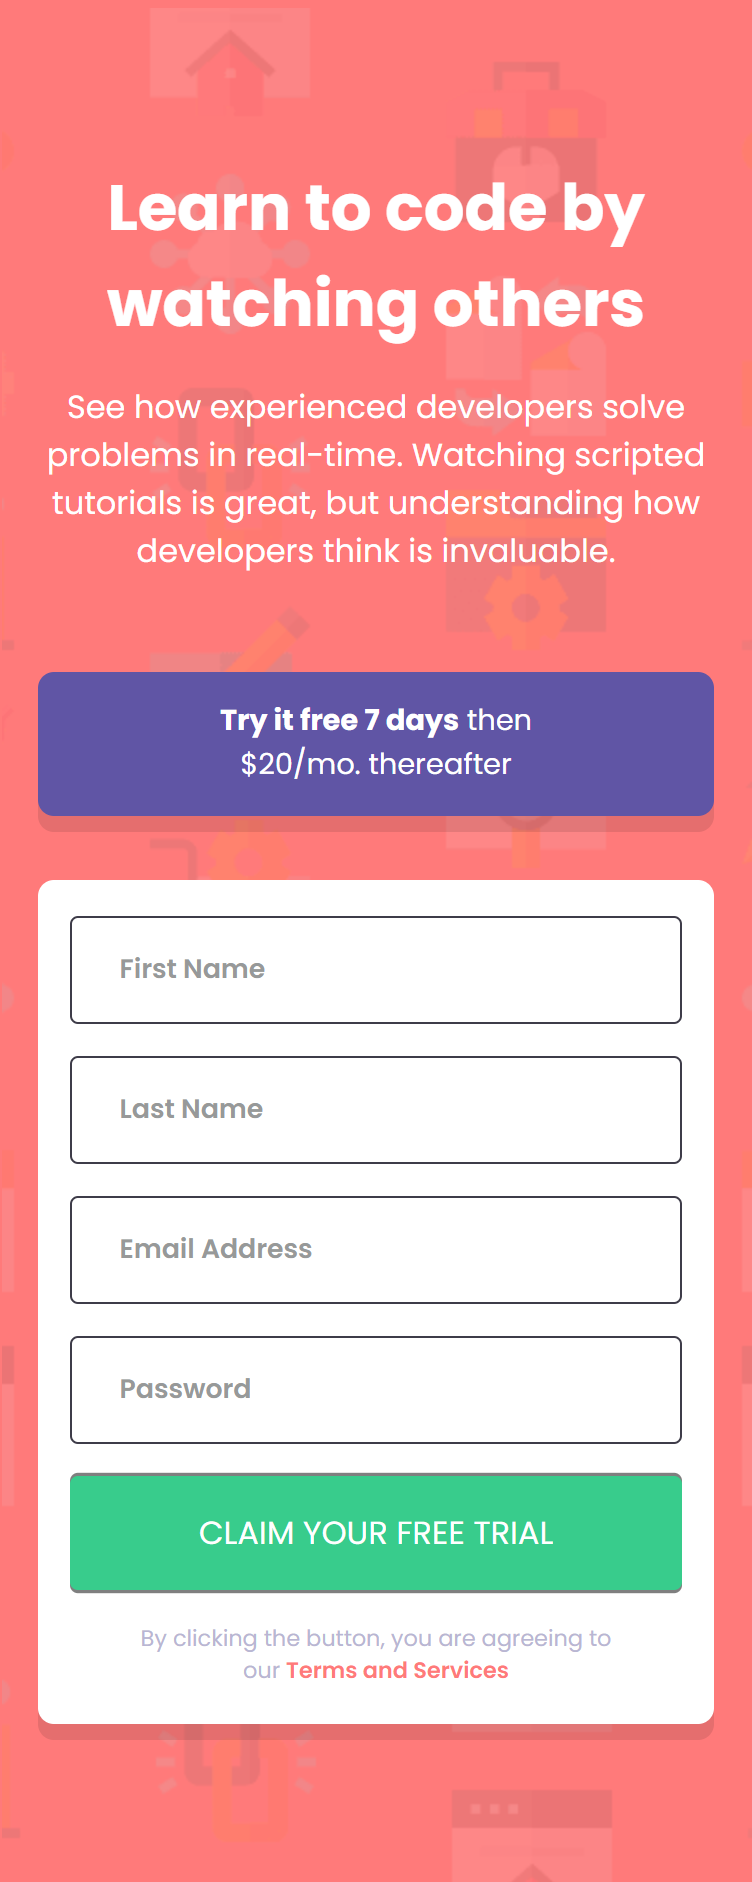 Learn to code by
watching others
See how experienced developers solve
problems in real-time. Watching scripted
tutorials is great, but understanding how
developers think is invaluable.
Try it free 7 days then
$20/mo. thereafter
First Name
Last Name
Email Address
Password
CLAIM YOUR FREE TRIAL
By clicking the button, you are agreeing to
our Terms and Services